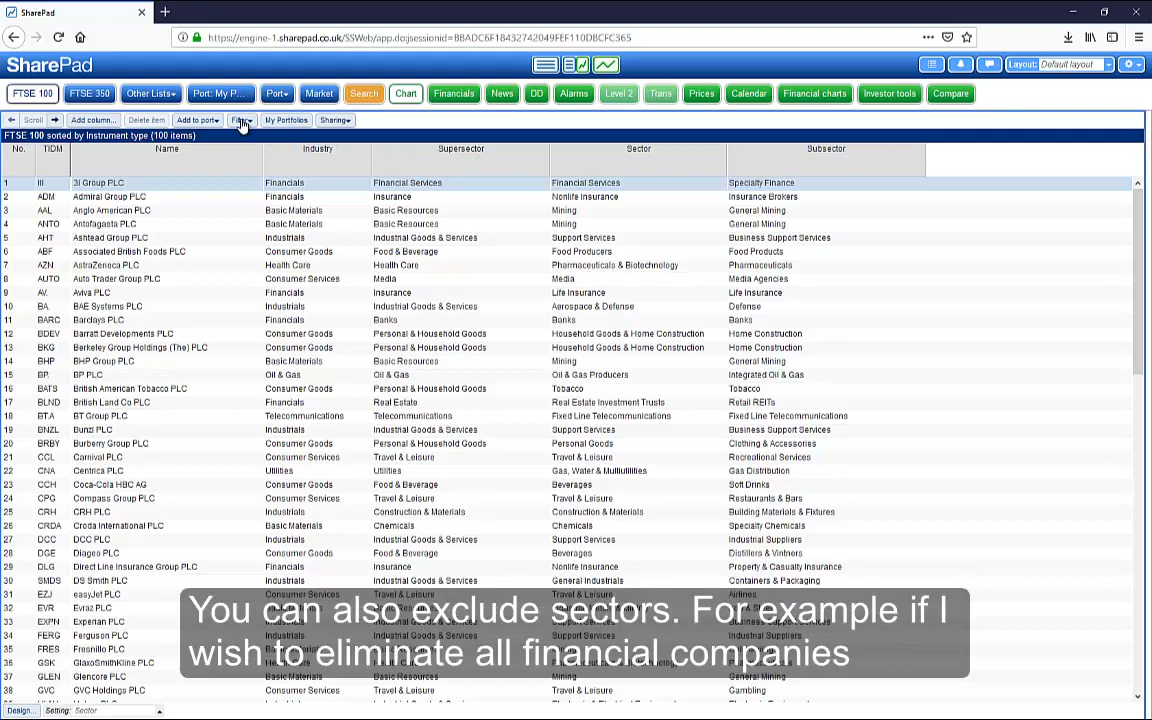 SharePad
https://engine-1.sharepad.co.uk/SSWeb/app.do;jsessionid=BBADC6F18432742049FEF110DBCFC365
SharePad
Layout: Default layout
FTSE 100 FTSE 350 Other Lists Port: My P... Port Market Search Chart Financials News DD Alarms Level 2 Trans Prices Calendar Financial charts Investor tools Compare
Scroll Add column... Delete item Add to port Filter My Portfolios Sharing
FTSE 100 sorted by Instrument type (100 items)
No. TIDM Name Industry Supersector Sector Subsector
1 III 3i Group PLC Financials Financial Services Financial Services Specialty Finance
2 ADM Admiral Group PLC Financials Insurance Nonlife Insurance Insurance Brokers
3 AAL Anglo American PLC Basic Materials Basic Resources Mining General Mining
4 ANTO Antofagasta PLC Basic Materials Basic Resources Mining General Mining
5 AHT Ashtead Group PLC Industrials Industrial Goods & Services Support Services Business Support Services
6 ABF Associated British Foods PLC Consumer Goods Food & Beverage Food Producers Food Products
7 AZN AstraZeneca PLC Health Care Health Care Pharmaceuticals & Biotechnology Pharmaceuticals
8 AUTO Auto Trader Group PLC Consumer Services Media Media Media Agencies
9 AV. Aviva PLC Financials Insurance Life Insurance Life Insurance
10 BA. BAE Systems PLC Industrials Industrial Goods & Services Aerospace & Defense Defense
11 BARC Barclays PLC Financials Banks Banks Banks
12 BDEV Barratt Developments PLC Consumer Goods Personal & Household Goods Household Goods & Home Construction Home Construction
13 BKG Berkeley Group Holdings (The) PLC Consumer Goods Personal & Household Goods Household Goods & Home Construction Home Construction
14 BHP BHP Group PLC Basic Materials Basic Resources Mining General Mining
15 BP. BP PLC Oil & Gas Oil & Gas Oil & Gas Producers Integrated Oil & Gas
16 BATS British American Tobacco PLC Consumer Goods Personal & Household Goods Tobacco Tobacco
17 BLND British Land Co PLC Financials Real Estate Real Estate Investment Trusts Retail REITs
18 BT.A BT Group PLC Telecommunications Telecommunications Fixed Line Telecommunications Fixed Line Telecommunications
19 BNZL Bunzl PLC Industrials Industrial Goods & Services Support Services Business Support Services
20 BRBY Burberry Group PLC Consumer Goods Personal & Household Goods Personal Goods Clothing & Accessories
21 CCL Carnival PLC Consumer Services Travel & Leisure Travel & Leisure Recreational Services
22 CNA Centrica PLC Utilities Utilities Gas, Water & Multiutilities Gas Distribution
23 CCH Coca-Cola HBC AG Consumer Goods Food & Beverage Beverages Soft Drinks
24 CPG Compass Group PLC Consumer Services Travel & Leisure Travel & Leisure Restaurants & Bars
25 CRH CRH PLC Industrials Construction & Materials Construction & Materials Building Materials & Fixtures
26 CRDA Croda International PLC Basic Materials Chemicals Chemicals Specialty Chemicals
27 DCC DCC PLC Industrials Industrial Goods & Services Support Services Industrial Suppliers
28 DGE Diageo PLC Consumer Goods Food & Beverage Beverages Distillers & Vintners
29 DLG Direct Line Insurance Group PLC Financials Insurance Nonlife Insurance Property & Casualty Insurance
30 SMDS DS Smith PLC Industrials Industrial Goods & Services General Industrials Containers & Packaging
31 EZJ easyJet PLC Airlines
32 EVR Evraz PLC
33 EXPN Experian PLC
34 FERG Ferguson PLC
35 FRES Fresnillo PLC
36 GSK GlaxoSmithKline PLC
37 GLEN Glencore PLC
38 GVC GVC Holdings PLC Consumer Services Travel & Leisure Travel & Leisure Gambling
You can also exclude sectors. For example if I
wish to eliminate all financial companies
Design... Setting: Sector